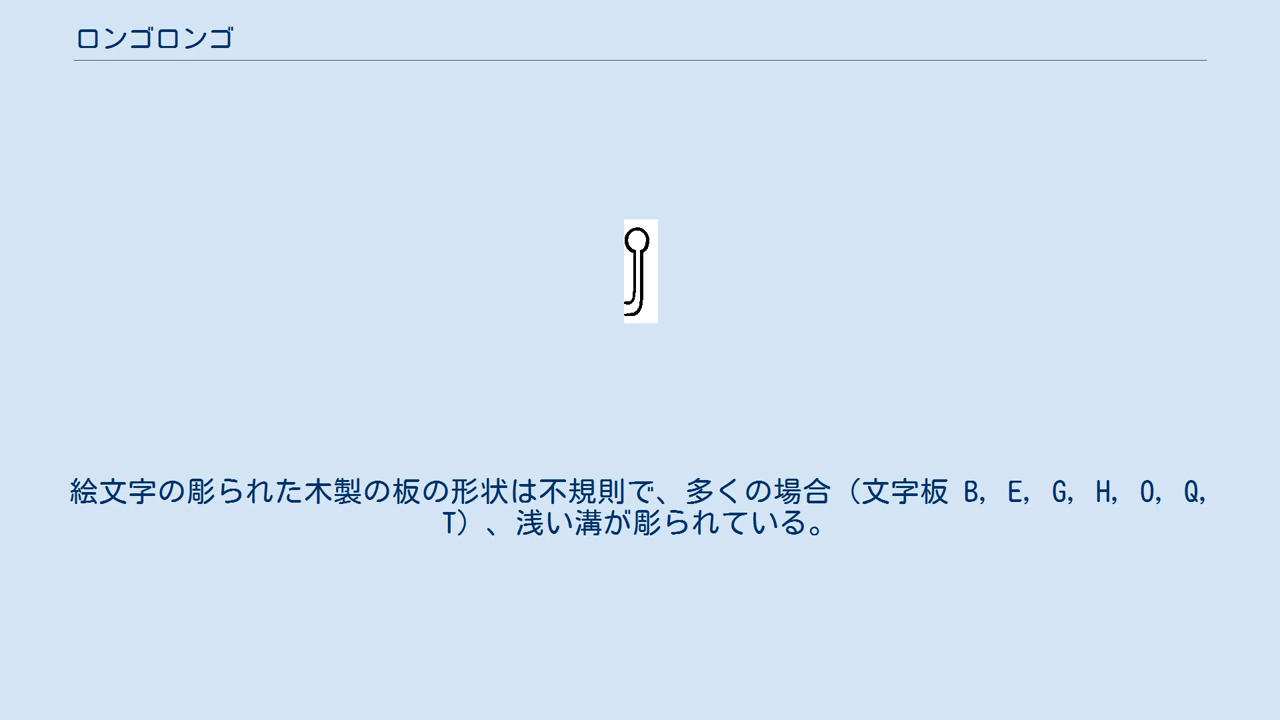 ロンゴロンゴ
絵文字の彫られた木製の板の形状は不規則で、多くの場合（文字板 B, E, G, H, O, Q,
T）、浅い溝が彫られている。